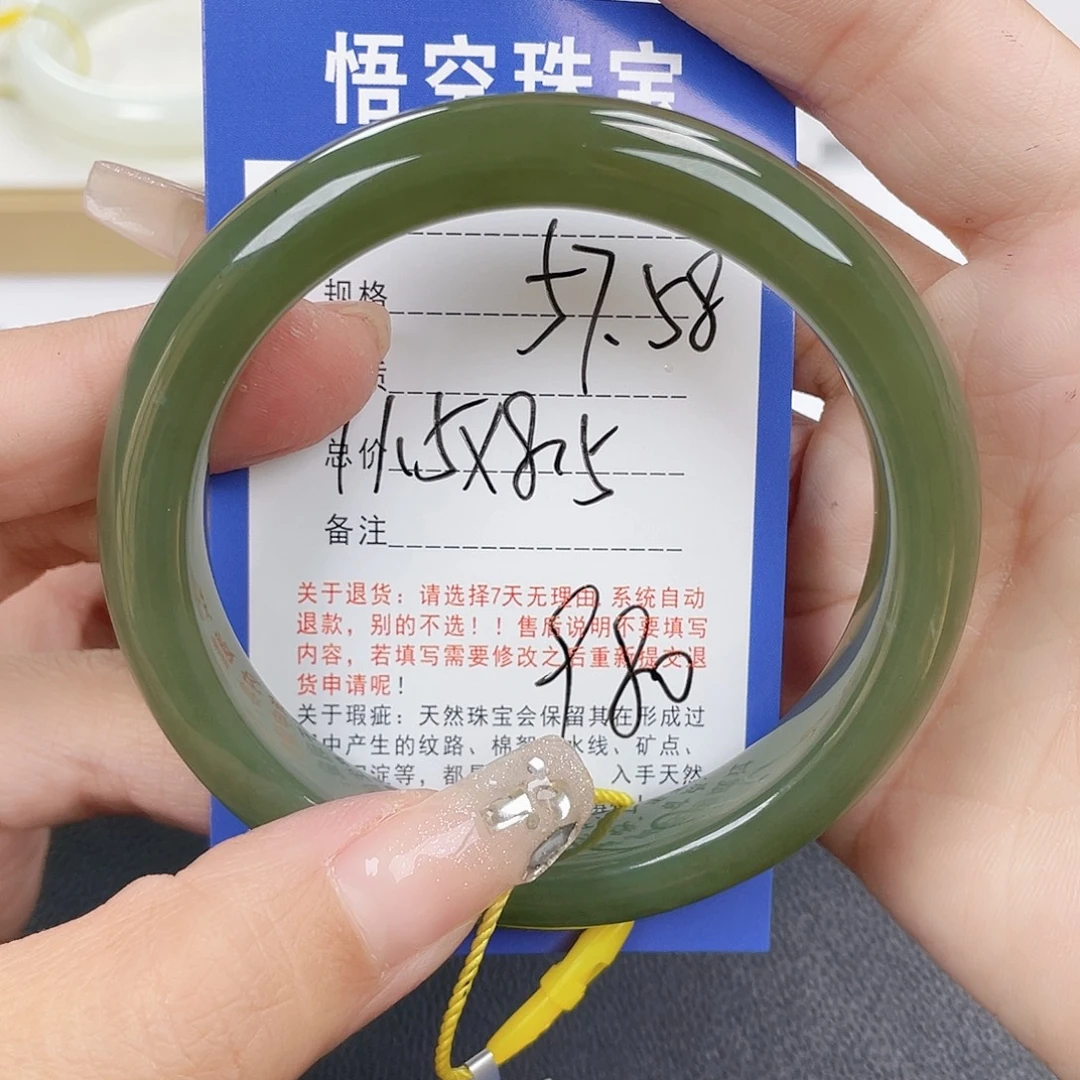 悟空珠宝
规格 57.58
质
总价 11.5X8.5
备注
关于退货：请选择7天无理由 系统自动
退款，别的不选！！售后说明不要填写
内容，若填写需要修改之后重新提交退
货申请呢！
980
关于瑕疵：天然珠宝会保留其在形成过
中产生的纹路、棉絮 水线、矿点、
淀等，都 入手天然